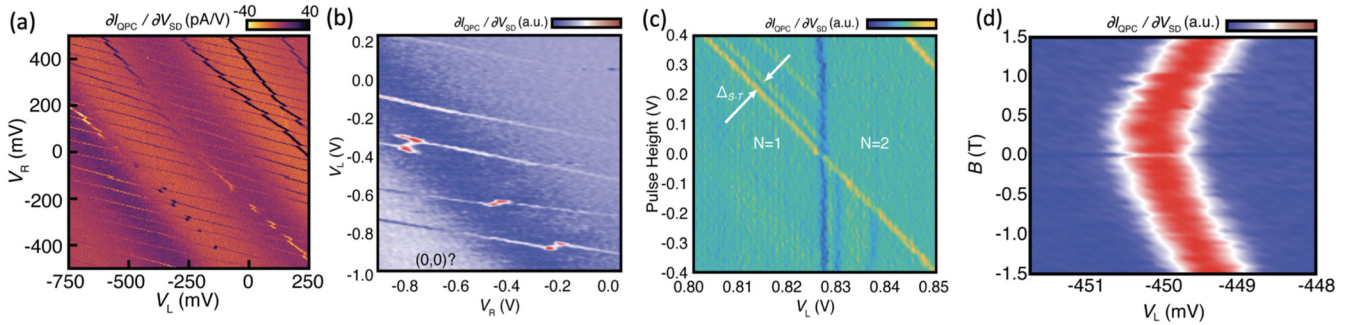 (a)
∂I_QPC / ∂V_SD (pA/V)
-40 40
V_R (mV)
400
200
0
-200
-400
-750 -500 -250 0 250
V_L (mV)
(b)
∂I_QPC / ∂V_SD (a.u.)
V_L (V)
0.2
0.0
-0.2
-0.4
-0.6
-0.8
-1.0
(0,0)?
-0.8 -0.6 -0.4 -0.2 0.0
V_R (V)
(c)
∂I_QPC / ∂V_SD (a.u.)
Pulse Height (V)
0.4
0.3
0.2
0.1
0.0
-0.1
-0.2
-0.3
-0.4
Δ_S-T
N=1 N=2
0.80 0.81 0.82 0.83 0.84 0.85
V_L (V)
(d)
∂I_QPC / ∂V_SD (a.u.)
B (T)
1.5
1.0
0.5
0.0
-0.5
-1.0
-1.5
-451 -450 -449 -448
V_L (mV)